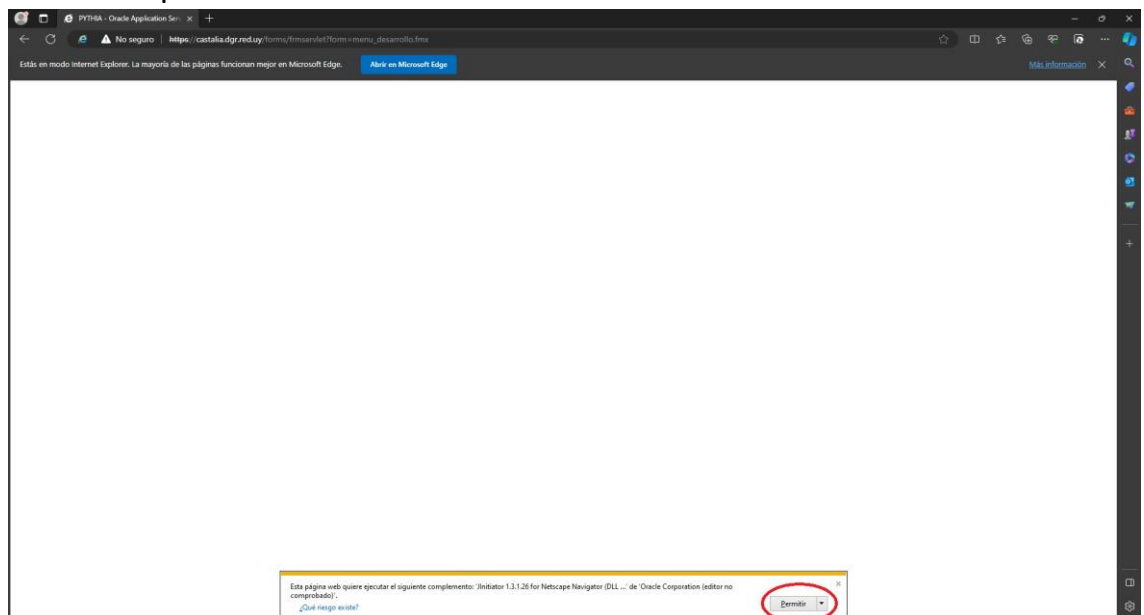 PYTHIA - Oracle Application Ser
No seguro | https://castalia.dgr.red.uy/forms/frmservlet?form=menu_desarrollo.fmx
Estás en modo Internet Explorer. La mayoría de las páginas funcionan mejor en Microsoft Edge. Abrir en Microsoft Edge Más información
Esta página web quiere ejecutar el siguiente complemento: 'JInitiator 1.3.1.26 for Netscape Navigator (DLL ...' de 'Oracle Corporation (editor no
comprobado)'.
¿Qué riesgo existe?
Permitir